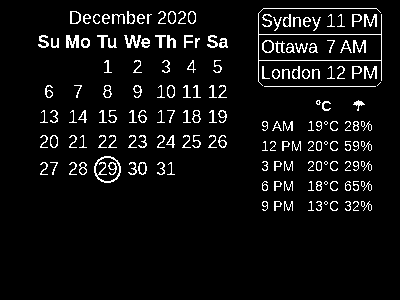 December 2020
Su Mo Tu We Th Fr Sa
1 2 3 4 5
6 7 8 9 10 11 12
13 14 15 16 17 18 19
20 21 22 23 24 25 26
27 28 29 30 31
Sydney 11 PM
Ottawa 7 AM
London 12 PM
°C ☂
9 AM 19°C 28%
12 PM 20°C 59%
3 PM 20°C 29%
6 PM 18°C 65%
9 PM 13°C 32%